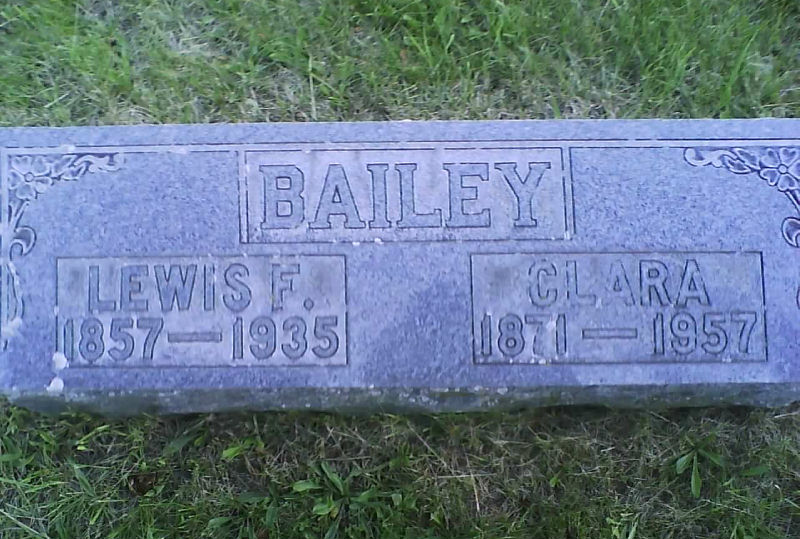 BAILEY
LEWIS F.
1857—1935
CLARA
1871—1957